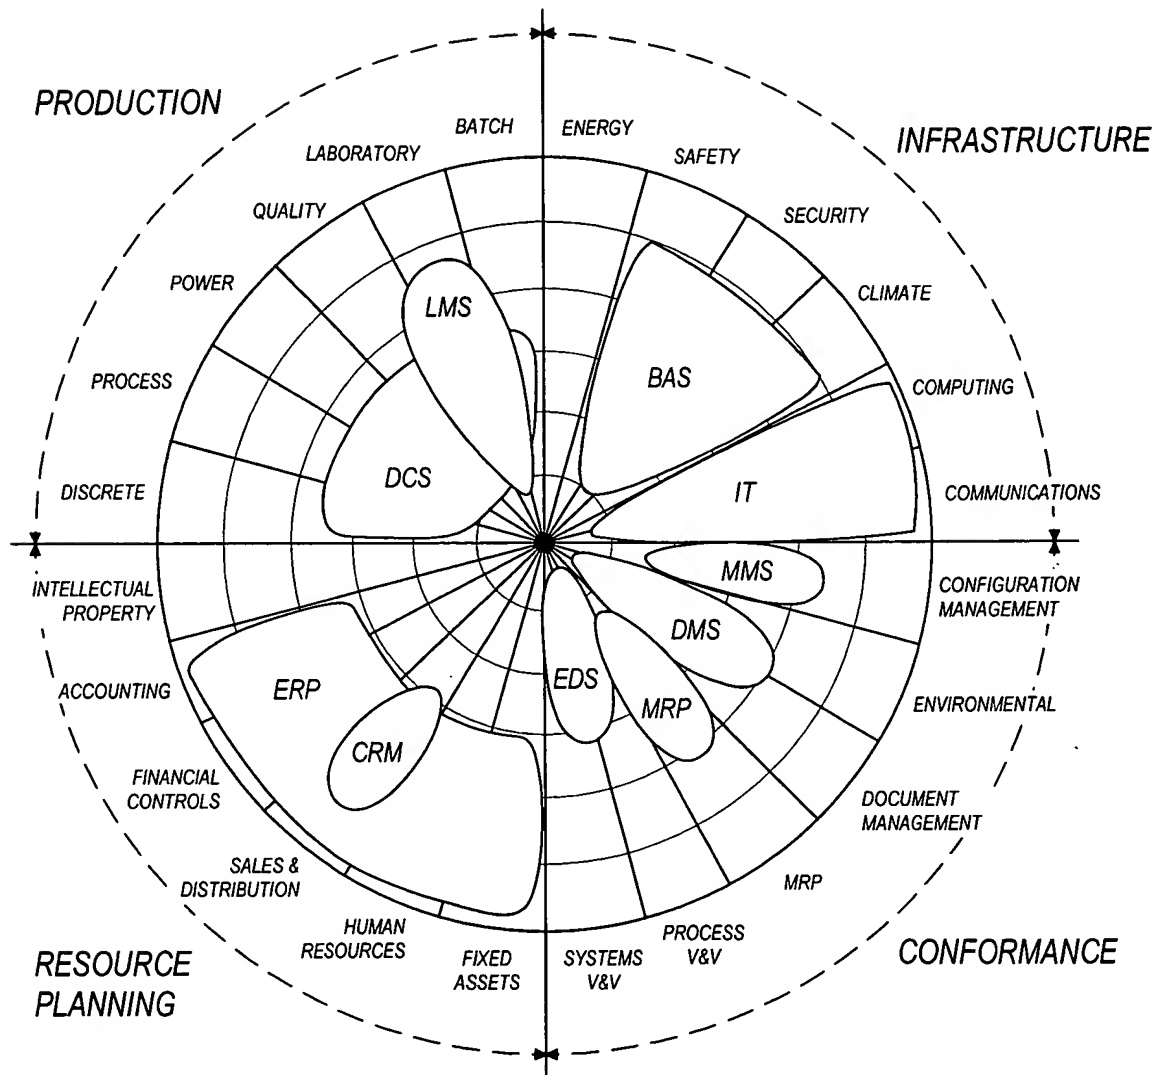 PRODUCTION
INFRASTRUCTURE
BATCH
ENERGY
LABORATORY
SAFETY
QUALITY
SECURITY
POWER
CLIMATE
PROCESS
COMPUTING
DISCRETE
COMMUNICATIONS
LMS
BAS
DCS
IT
INTELLECTUAL
PROPERTY
MMS
CONFIGURATION
MANAGEMENT
DMS
ERP
EDS
MRP
ACCOUNTING
ENVIRONMENTAL
CRM
FINANCIAL
CONTROLS
DOCUMENT
MANAGEMENT
SALES &
DISTRIBUTION
MRP
HUMAN
RESOURCES
PROCESS
V&V
FIXED
ASSETS
SYSTEMS
V&V
RESOURCE
PLANNING
CONFORMANCE